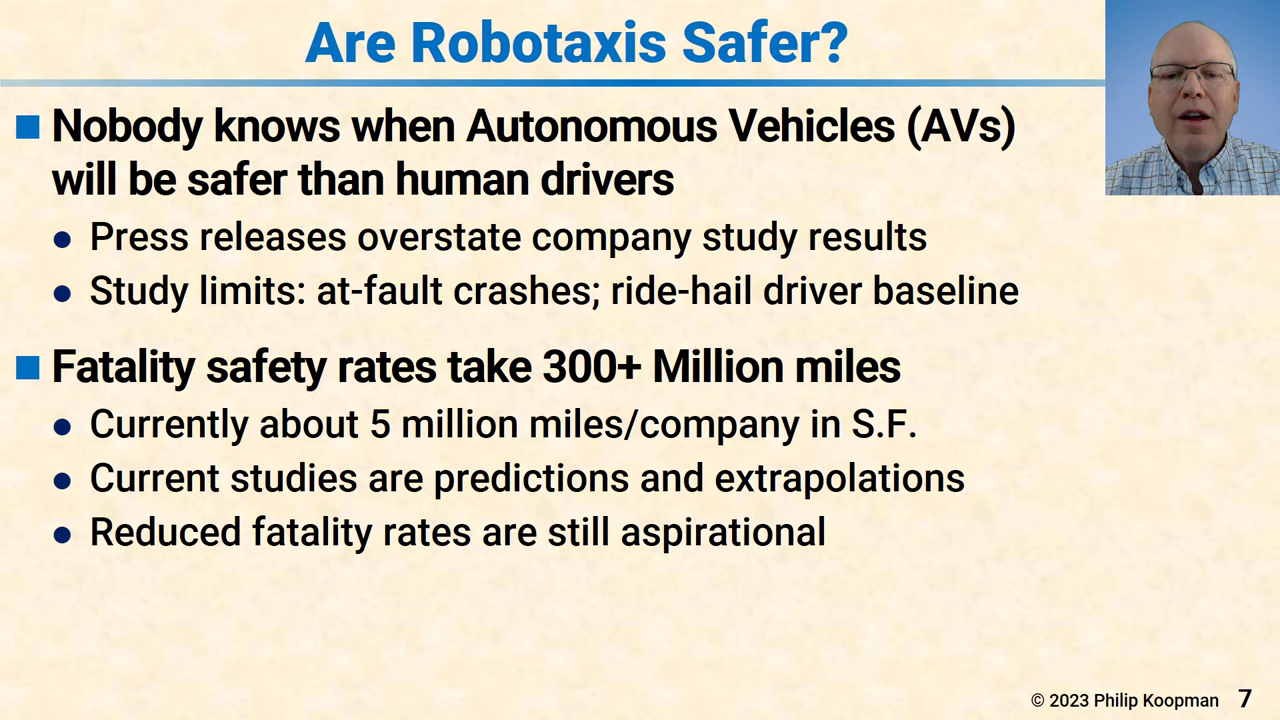 Are Robotaxis Safer?
Nobody knows when Autonomous Vehicles (AVs)
will be safer than human drivers
Press releases overstate company study results
Study limits: at-fault crashes; ride-hail driver baseline
Fatality safety rates take 300+ Million miles
Currently about 5 million miles/company in S.F.
Current studies are predictions and extrapolations
Reduced fatality rates are still aspirational
© 2023 Philip Koopman 7